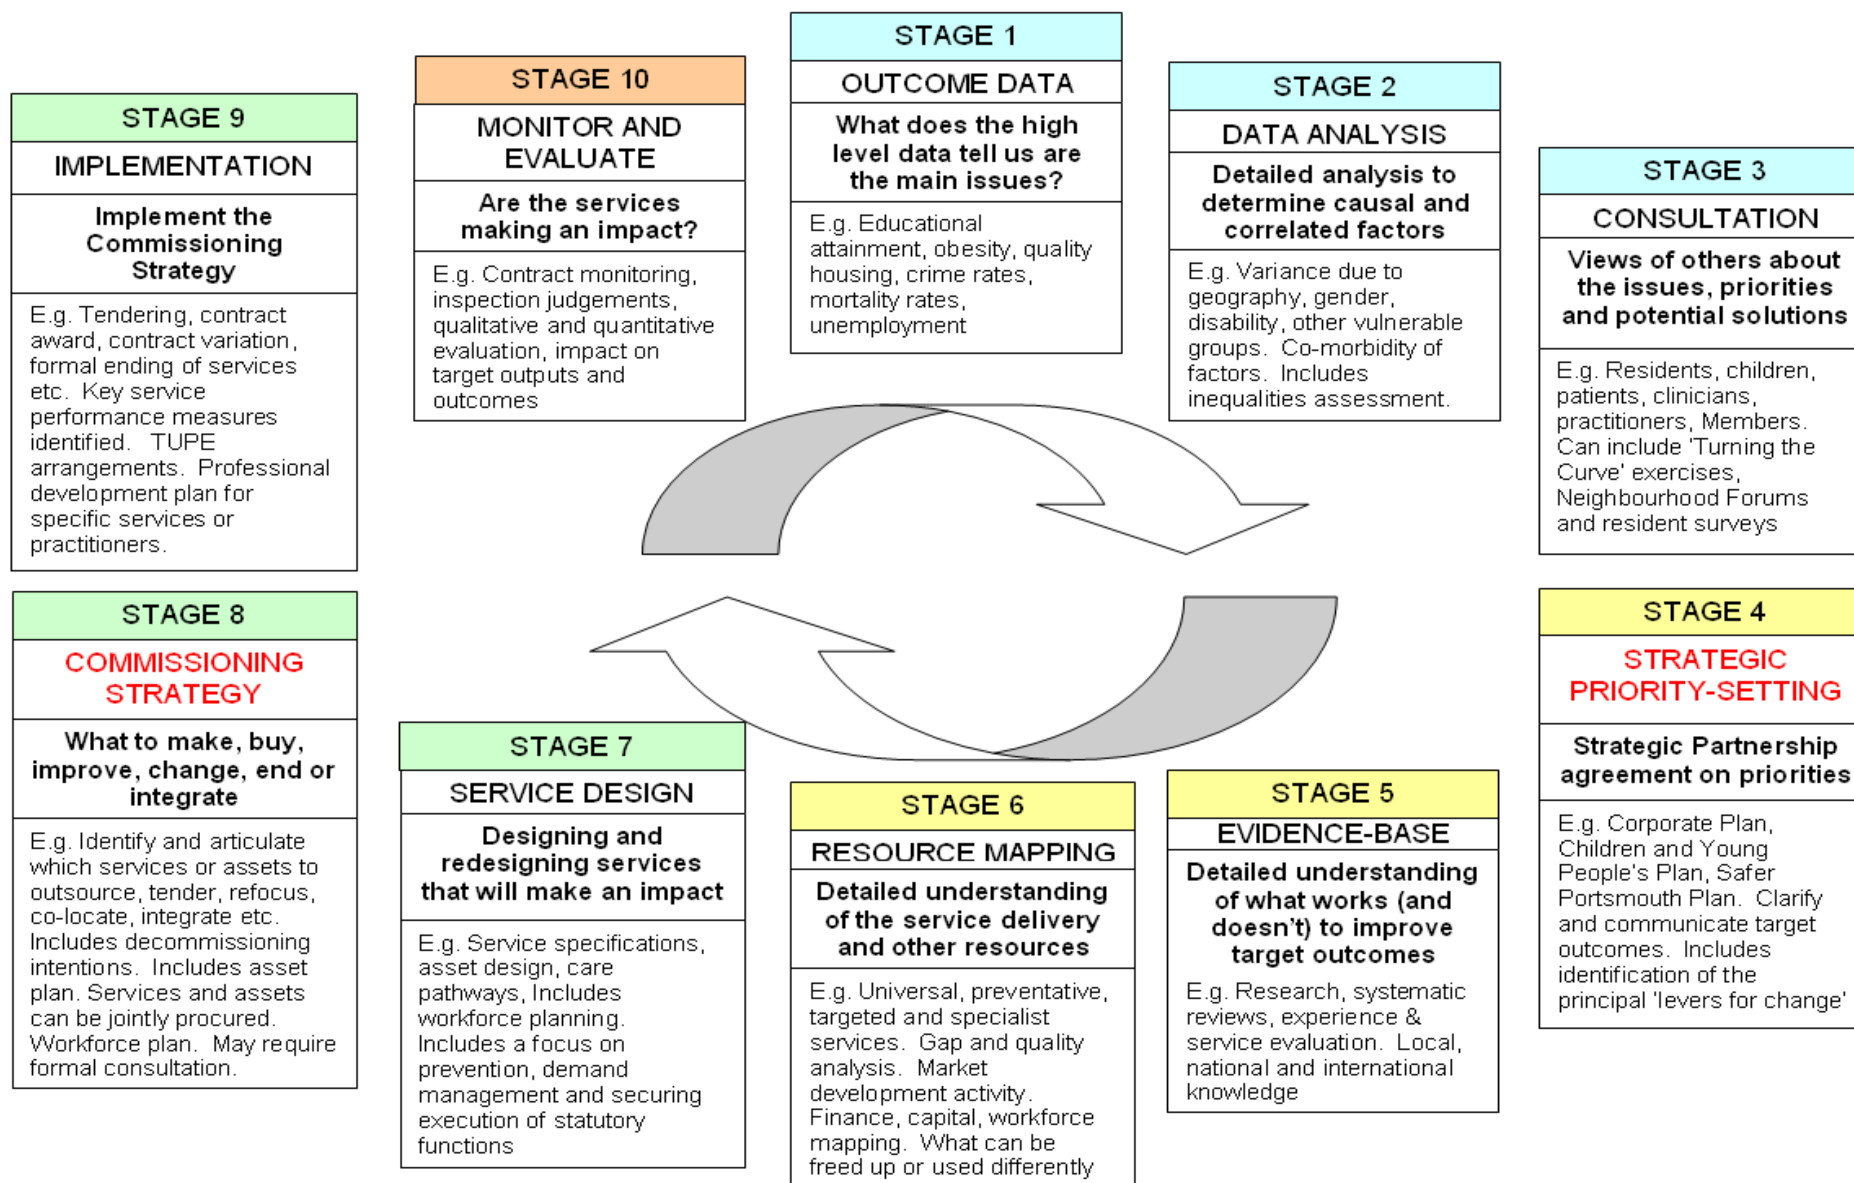 STAGE 1
OUTCOME DATA
What does the high
level data tell us are
the main issues?
E.g. Educational
attainment, obesity, quality
housing, crime rates,
mortality rates,
unemployment
STAGE 2
DATA ANALYSIS
Detailed analysis to
determine causal and
correlated factors
E.g. Variance due to
geography, gender,
disability, other vulnerable
groups. Co-morbidity of
factors. Includes
inequalities assessment.
STAGE 3
CONSULTATION
Views of others about
the issues, priorities
and potential solutions
E.g. Residents, children,
patients, clinicians,
practitioners, Members.
Can include 'Turning the
Curve' exercises,
Neighbourhood Forums
and resident surveys
STAGE 4
STRATEGIC
PRIORITY-SETTING
Strategic Partnership
agreement on priorities
E.g. Corporate Plan,
Children and Young
People's Plan, Safer
Portsmouth Plan. Clarify
and communicate target
outcomes. Includes
identification of the
principal 'levers for change'
STAGE 5
EVIDENCE-BASE
Detailed understanding
of what works (and
doesn't) to improve
target outcomes
E.g. Research, systematic
reviews, experience &
service evaluation. Local,
national and international
knowledge
STAGE 6
RESOURCE MAPPING
Detailed understanding
of the service delivery
and other resources
E.g. Universal, preventative,
targeted and specialist
services. Gap and quality
analysis. Market
development activity.
Finance, capital, workforce
mapping. What can be
freed up or used differently
STAGE 7
SERVICE DESIGN
Designing and
redesigning services
that will make an impact
E.g. Service specifications,
asset design, care
pathways, Includes
workforce planning.
Includes a focus on
prevention, demand
management and securing
execution of statutory
functions
STAGE 8
COMMISSIONING
STRATEGY
What to make, buy,
improve, change, end or
integrate
E.g. Identify and articulate
which services or assets to
outsource, tender, refocus,
co-locate, integrate etc.
Includes decommissioning
intentions. Includes asset
plan. Services and assets
can be jointly procured.
Workforce plan. May require
formal consultation.
STAGE 9
IMPLEMENTATION
Implement the
Commissioning
Strategy
E.g. Tendering, contract
award, contract variation,
formal ending of services
etc. Key service
performance measures
identified. TUPE
arrangements. Professional
development plan for
specific services or
practitioners.
STAGE 10
MONITOR AND
EVALUATE
Are the services
making an impact?
E.g. Contract monitoring,
inspection judgements,
qualitative and quantitative
evaluation, impact on
target outputs and
outcomes